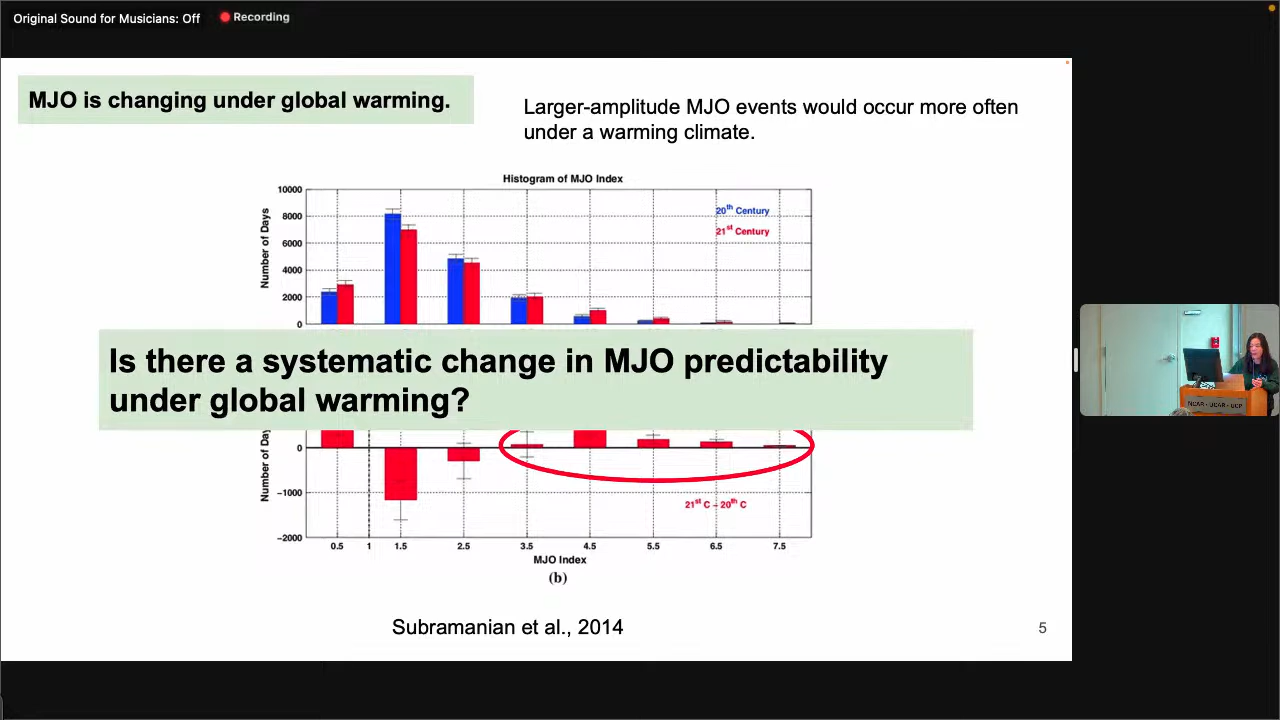 Original Sound for Musicians: Off
Recording
MJO is changing under global warming.
Larger-amplitude MJO events would occur more often
under a warming climate.
Histogram of MJO Index
10000
8000
6000
4000
2000
0
Number of Days
20th Century
21st Century
Is there a systematic change in MJO predictability
under global warming?
Number of Day
0
−1000
−2000
21st C – 20th C
0.5 1 1.5 2.5 3.5 4.5 5.5 6.5 7.5
MJO Index
(b)
Subramanian et al., 2014
5
NCAR - UCAR - UCP